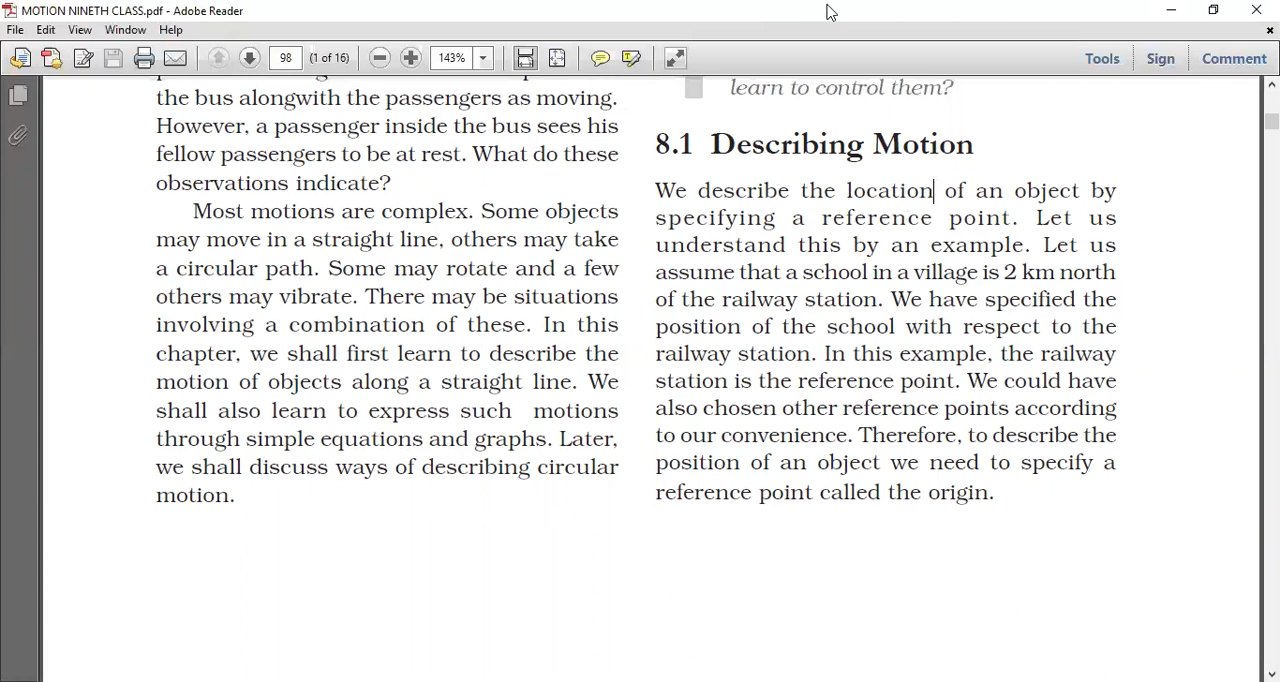 MOTION NINETH CLASS.pdf - Adobe Reader
File Edit View Window Help
98 (1 of 16) 143% Tools Sign Comment
the bus alongwith the passengers as moving.
However, a passenger inside the bus sees his
fellow passengers to be at rest. What do these
observations indicate?
Most motions are complex. Some objects
may move in a straight line, others may take
a circular path. Some may rotate and a few
others may vibrate. There may be situations
involving a combination of these. In this
chapter, we shall first learn to describe the
motion of objects along a straight line. We
shall also learn to express such motions
through simple equations and graphs. Later,
we shall discuss ways of describing circular
motion.
learn to control them?
8.1 Describing Motion
We describe the location of an object by
specifying a reference point. Let us
understand this by an example. Let us
assume that a school in a village is 2 km north
of the railway station. We have specified the
position of the school with respect to the
railway station. In this example, the railway
station is the reference point. We could have
also chosen other reference points according
to our convenience. Therefore, to describe the
position of an object we need to specify a
reference point called the origin.